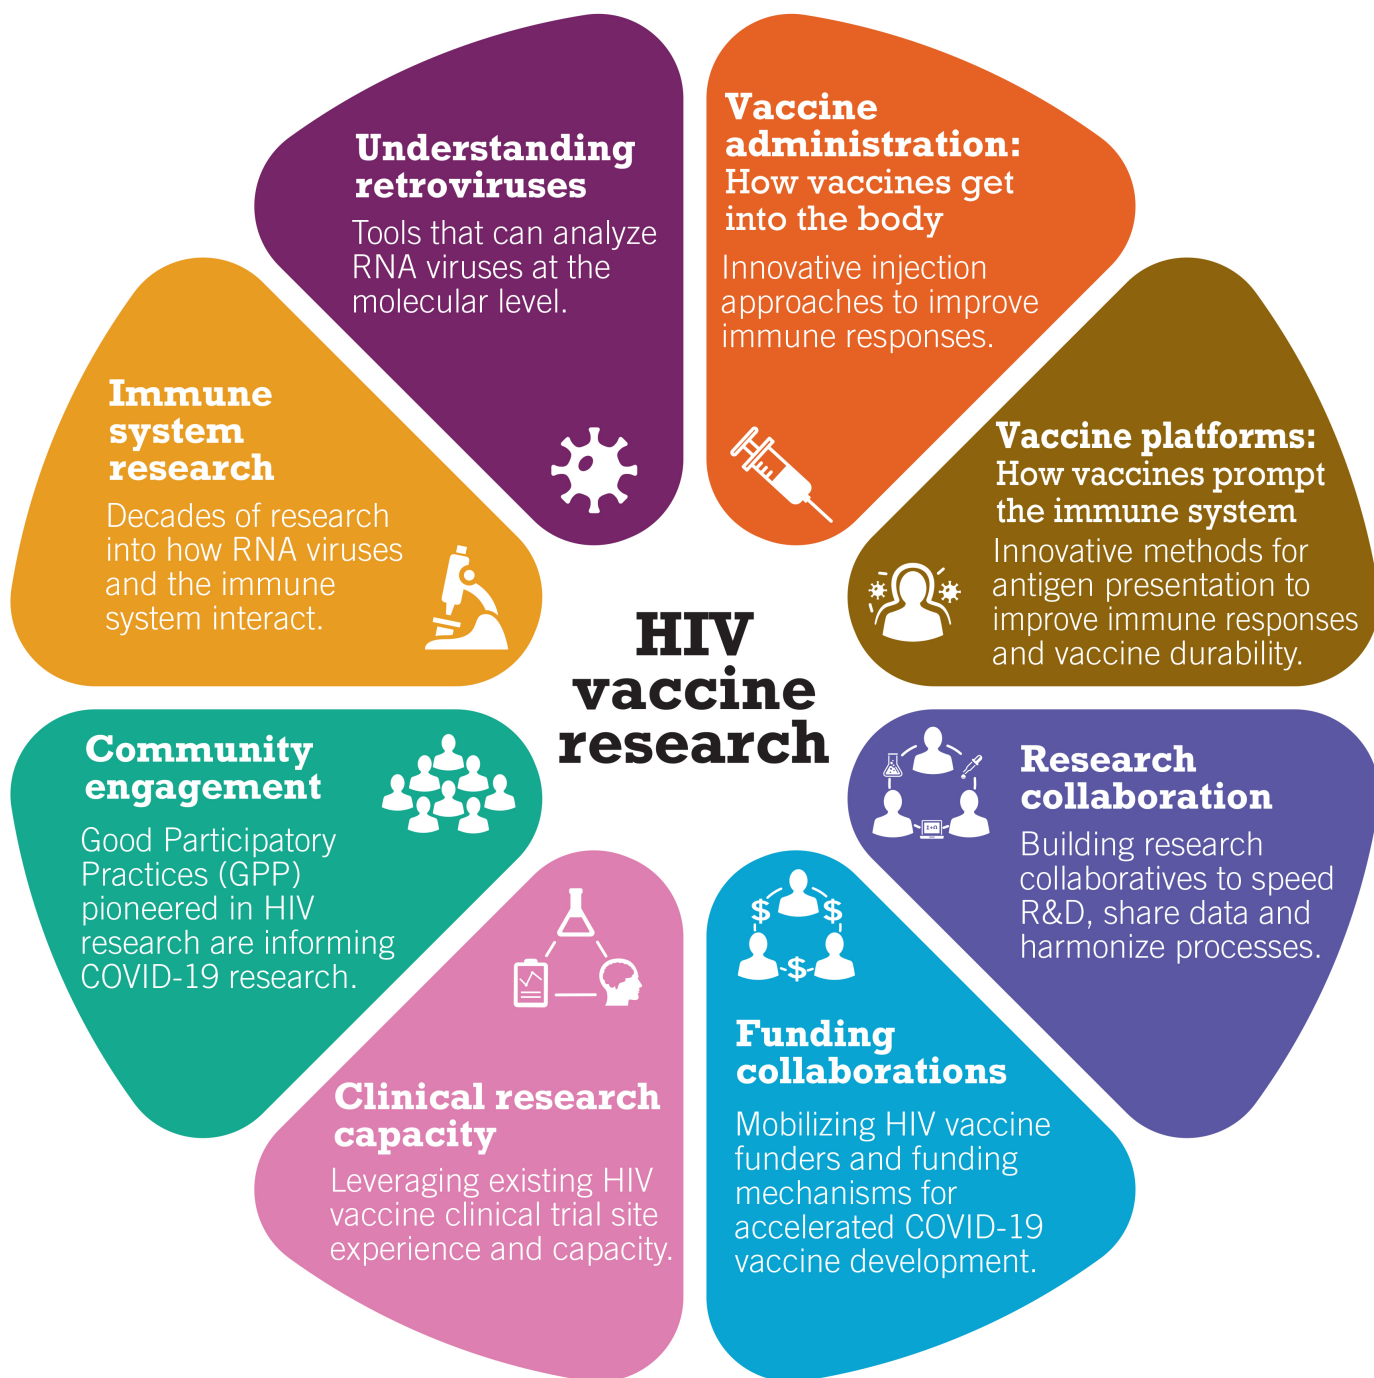 Understanding
retroviruses
Tools that can analyze
RNA viruses at the
molecular level.
Vaccine
administration:
How vaccines get
into the body
Innovative injection
approaches to improve
immune responses.
Vaccine platforms:
How vaccines prompt
the immune system
Innovative methods for
antigen presentation to
improve immune responses
and vaccine durability.
Research
collaboration
Building research
collaboratives to speed
R&D, share data and
harmonize processes.
$ $
$
Funding
collaborations
Mobilizing HIV vaccine
funders and funding
mechanisms for
accelerated COVID-19
vaccine development.
Clinical research
capacity
Leveraging existing HIV
vaccine clinical trial site
experience and capacity.
Community
engagement
Good Participatory
Practices (GPP)
pioneered in HIV
research are informing
COVID-19 research.
Immune
system
research
Decades of research
into how RNA viruses
and the immune
system interact.
HIV
vaccine
research